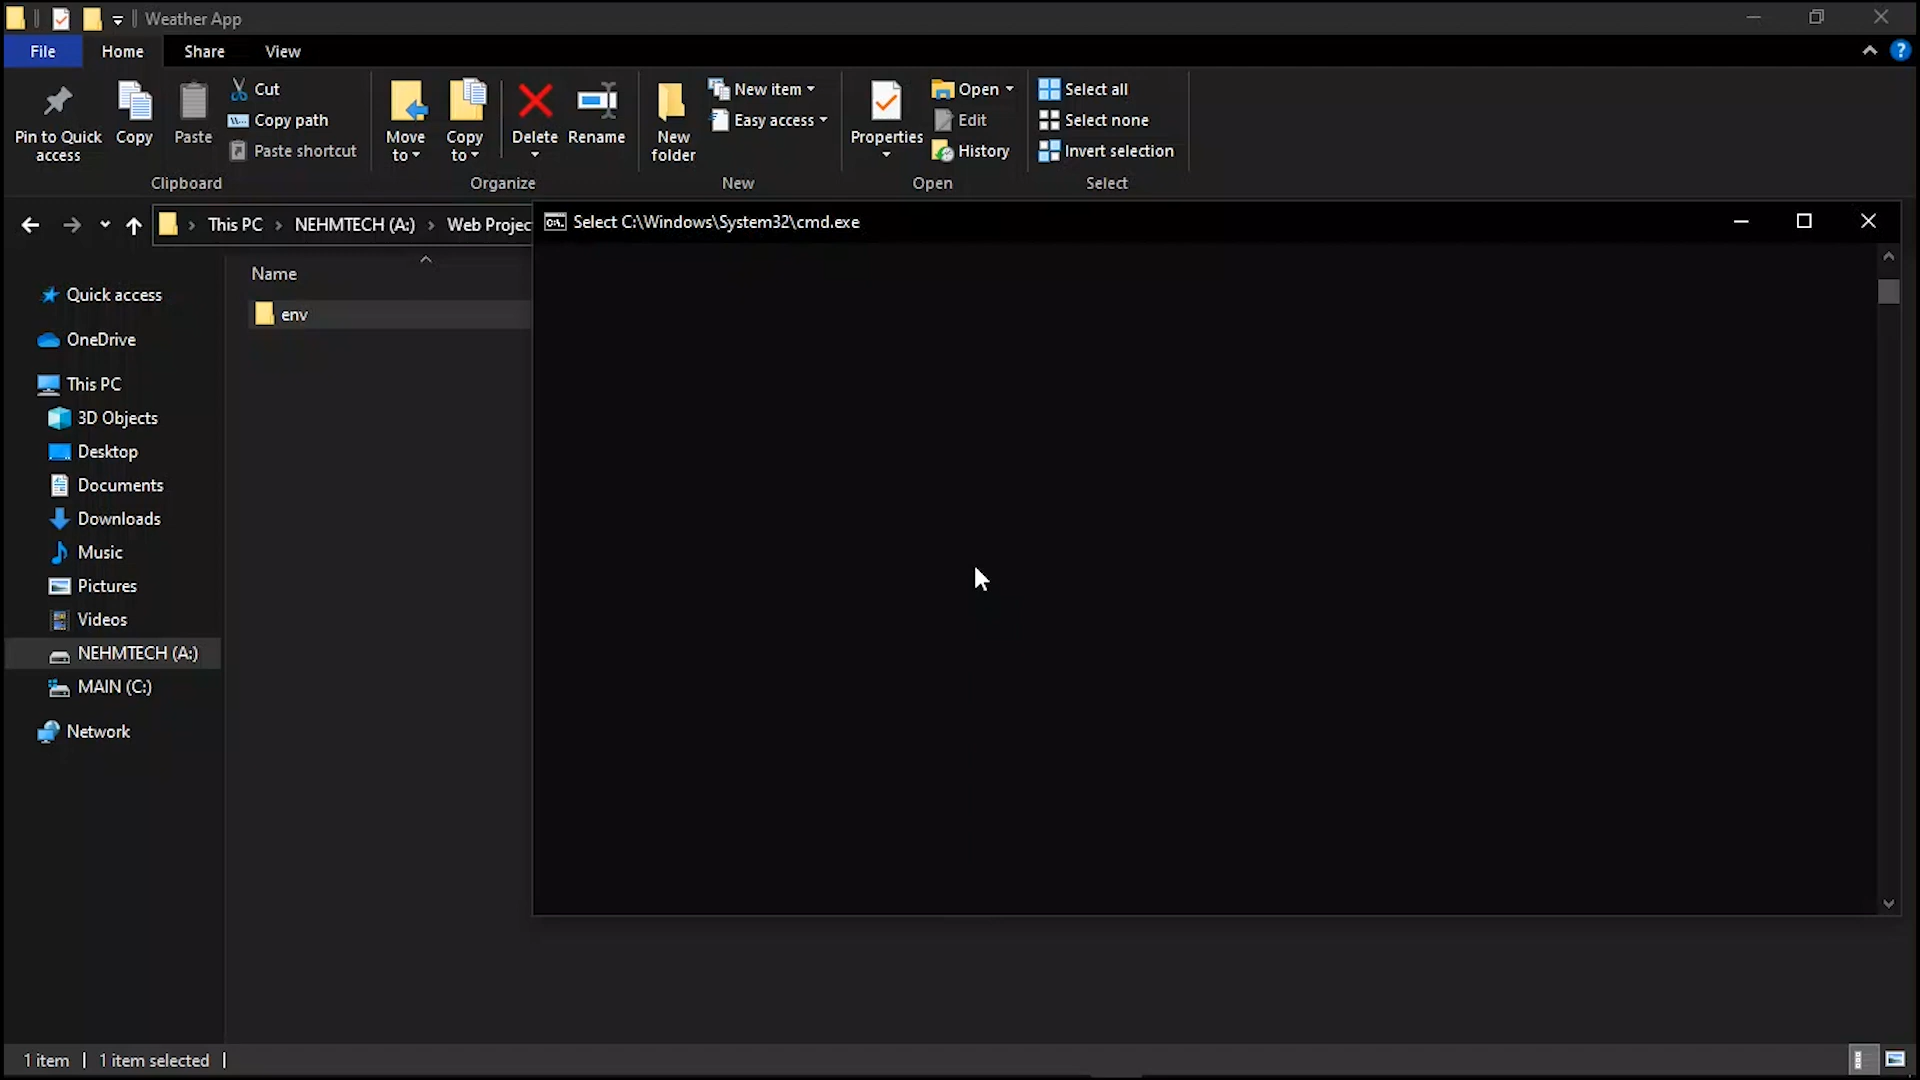 Weather App
File Home Share View
Pin to Quick access
Copy
Paste
Cut
Copy path
Paste shortcut
Clipboard
Move to
Copy to
Delete
Rename
Organize
New folder
New item
Easy access
New
Properties
Open
Edit
History
Open
Select all
Select none
Invert selection
Select
This PC › NEHMTECH (A:) › Web Projec
Select C:\Windows\System32\cmd.exe
Name
env
Quick access
OneDrive
This PC
3D Objects
Desktop
Documents
Downloads
Music
Pictures
Videos
NEHMTECH (A:)
MAIN (C:)
Network
1 item 1 item selected